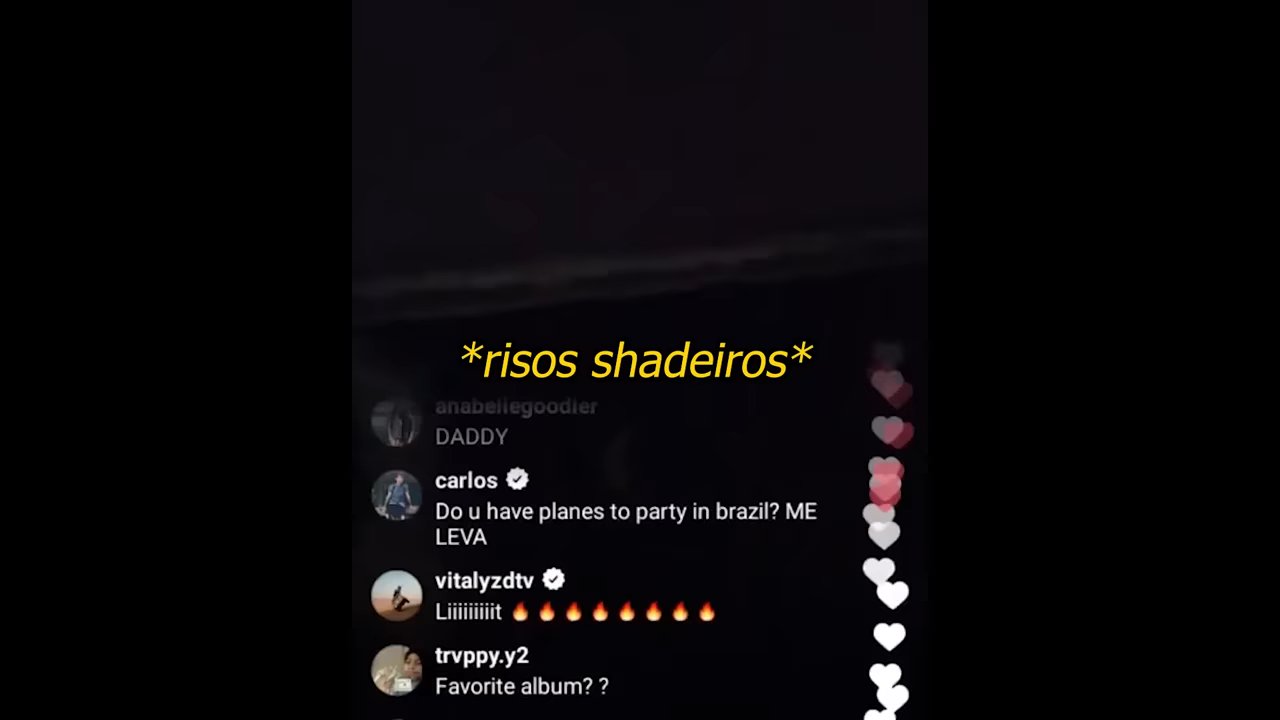 *risos shadeiros*
anabellegoodier
DADDY
carlos
Do u have planes to party in brazil? ME
LEVA
vitalyzdtv
Liiiiiiiiit 🔥🔥🔥🔥🔥🔥🔥🔥
trvppy.y2
Favorite album? ?